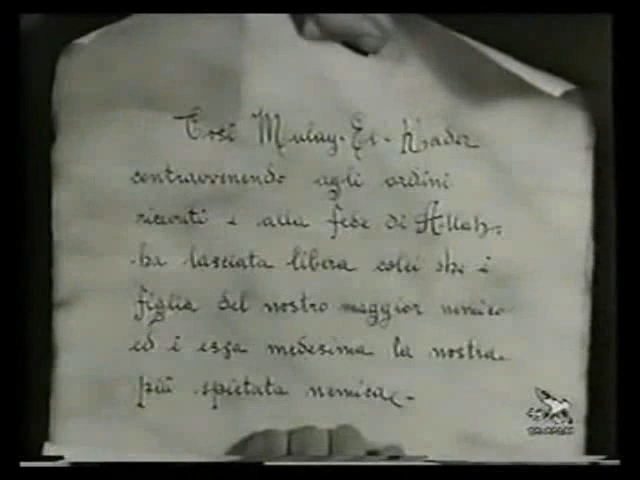 Così Mulay-El-Kader
contravvenendo agli ordini
ricevuti e alla fede di Allah,
ha lasciata libera colei che è
figlia del nostro maggior nemico
ed è essa medesima la nostra
più spietata nemica.-